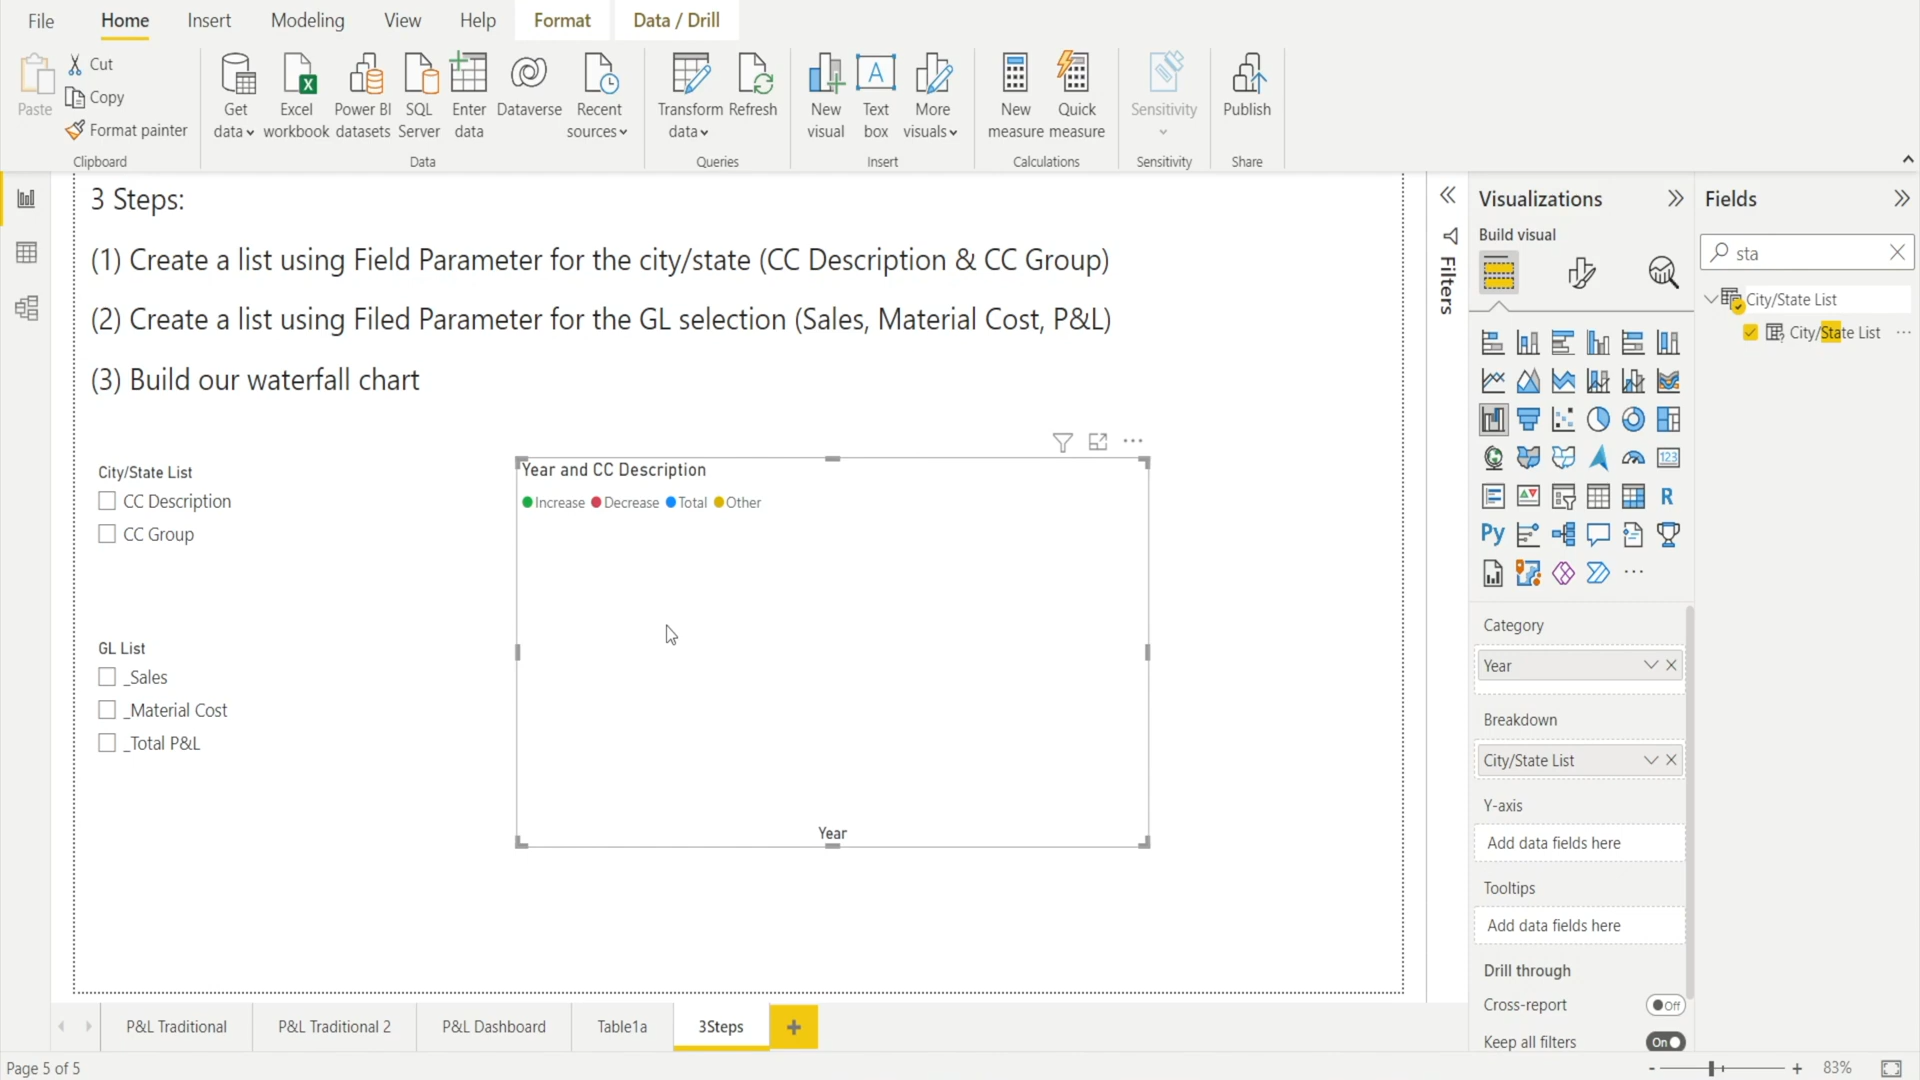 File Home Insert Modeling View Help Format Data / Drill
Paste Cut
Copy
Format painter
Clipboard
Get data Excel workbook Power BI datasets SQL Server Enter data Dataverse Recent sources
Data
Transform data Refresh
Queries
New visual Text box More visuals
Insert
New measure Quick measure
Calculations
Sensitivity
Sensitivity
Publish
Share
3 Steps:
(1) Create a list using Field Parameter for the city/state (CC Description & CC Group)
(2) Create a list using Filed Parameter for the GL selection (Sales, Material Cost, P&L)
(3) Build our waterfall chart
City/State List
CC Description
CC Group
GL List
_Sales
_Material Cost
_Total P&L
Year and CC Description
Increase Decrease Total Other
Year
Filters
Visualizations
Build visual
123
R
Py
Category
Year
Breakdown
City/State List
Y-axis
Add data fields here
Tooltips
Add data fields here
Drill through
Cross-report Off
Keep all filters On
Fields
sta
City/State List
City/State List
P&L Traditional P&L Traditional 2 P&L Dashboard Table1a 3Steps +
Page 5 of 5
- + 83%